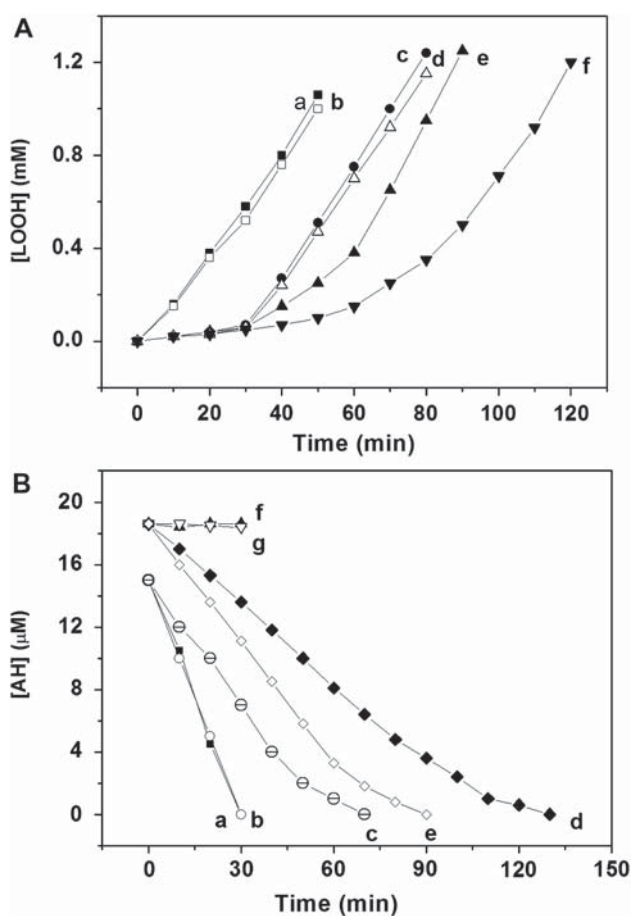 A
[LOOH] (mM)
1.2
0.8
0.4
0.0
a b c d e f
0 20 40 60 80 100 120
Time (min)
B
[AH] (μM)
20
16
12
8
4
0
f
g
a b c e d
0 30 60 90 120 150
Time (min)